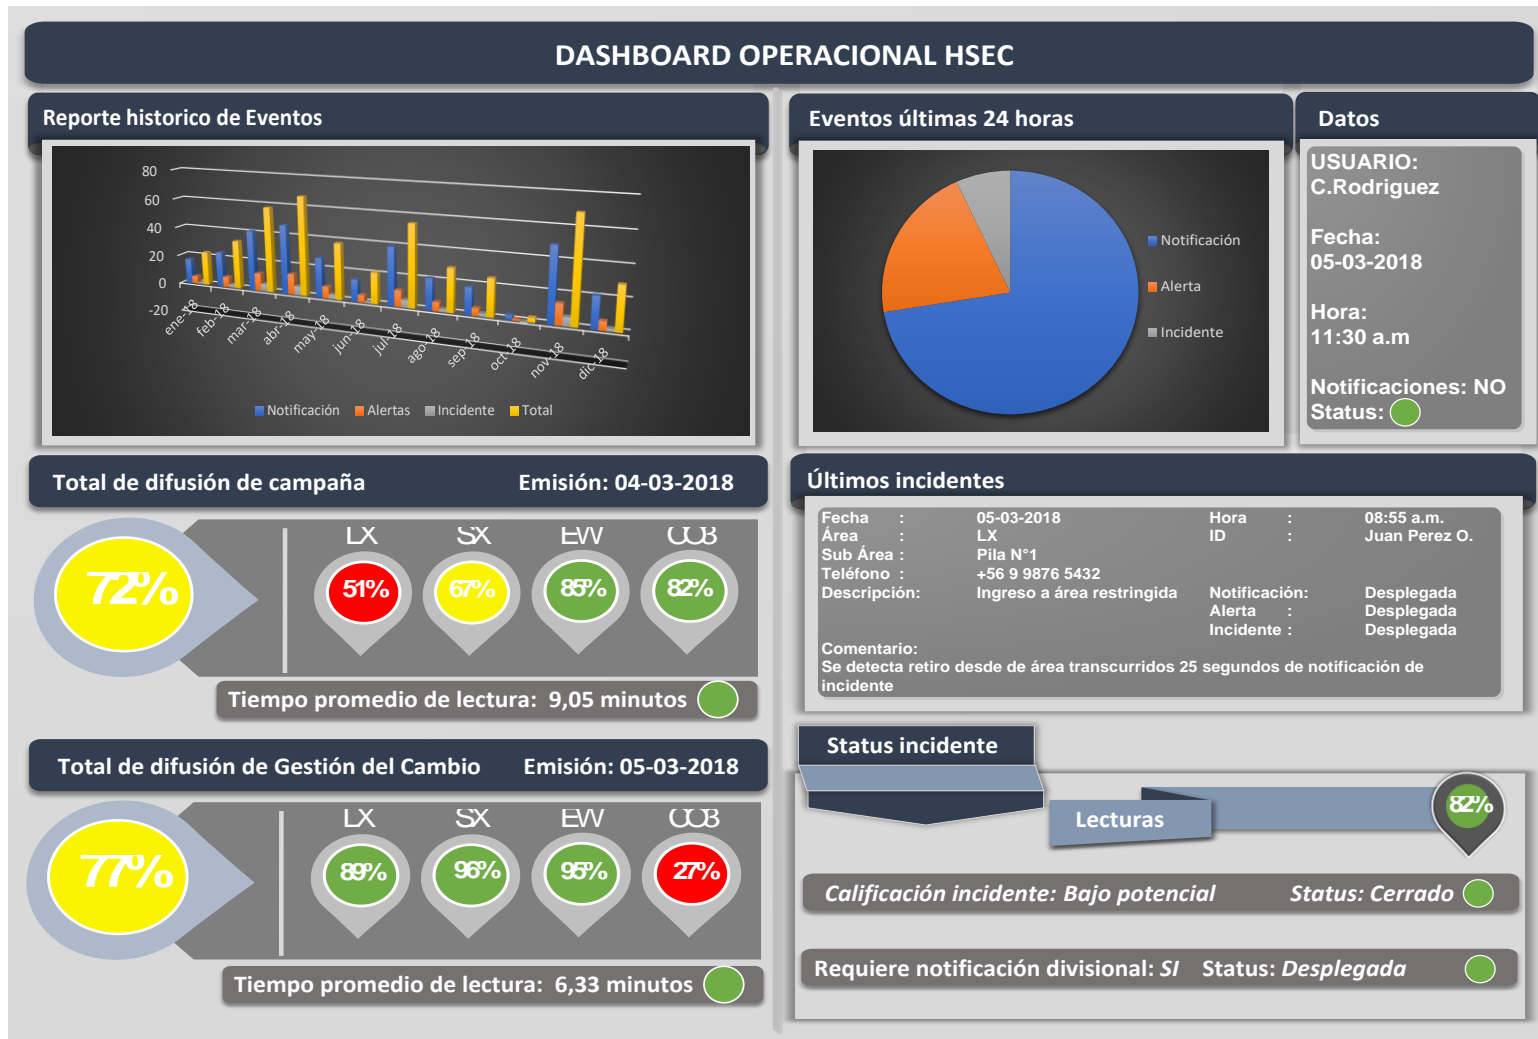 DASHBOARD OPERACIONAL HSEC
Reporte historico de Eventos
80
60
40
20
0
-20
ene-18
feb-18
mar-18
abr-18
may-18
jun-18
jul-18
ago-18
sep-18
oct-18
nov-18
dic-18
Notificación Alertas Incidente Total
Eventos últimas 24 horas
Notificación
Alerta
Incidente
Datos
USUARIO:
C.Rodriguez
Fecha:
05-03-2018
Hora:
11:30 a.m
Notificaciones: NO
Status:
Total de difusión de campaña Emisión: 04-03-2018
72%
LX SX EW CCB
51% 67% 85% 82%
Tiempo promedio de lectura: 9,05 minutos
Total de difusión de Gestión del Cambio Emisión: 05-03-2018
77%
LX SX EW CCB
89% 96% 95% 27%
Tiempo promedio de lectura: 6,33 minutos
Últimos incidentes
Fecha : 05-03-2018 Hora : 08:55 a.m.
Área : LX ID : Juan Perez O.
Sub Área : Pila N°1
Teléfono : +56 9 9876 5432
Descripción: Ingreso a área restringida Notificación: Desplegada
Alerta : Desplegada
Incidente : Desplegada
Comentario:
Se detecta retiro desde de área transcurridos 25 segundos de notificación de
incidente
Status incidente
Lecturas
82%
Calificación incidente: Bajo potencial Status: Cerrado
Requiere notificación divisional: SI Status: Desplegada